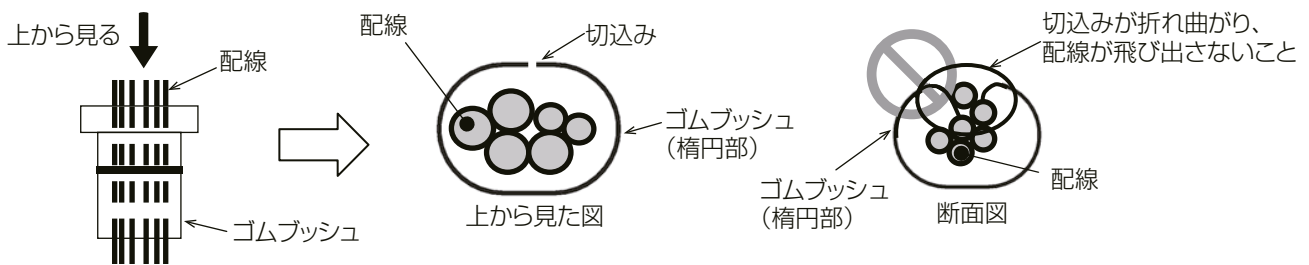 上から見る
配線
ゴムブッシュ
配線
切込み
ゴムブッシュ
（楕円部）
上から見た図
切込みが折れ曲がり、
配線が飛び出さないこと
ゴムブッシュ
（楕円部）
配線
断面図